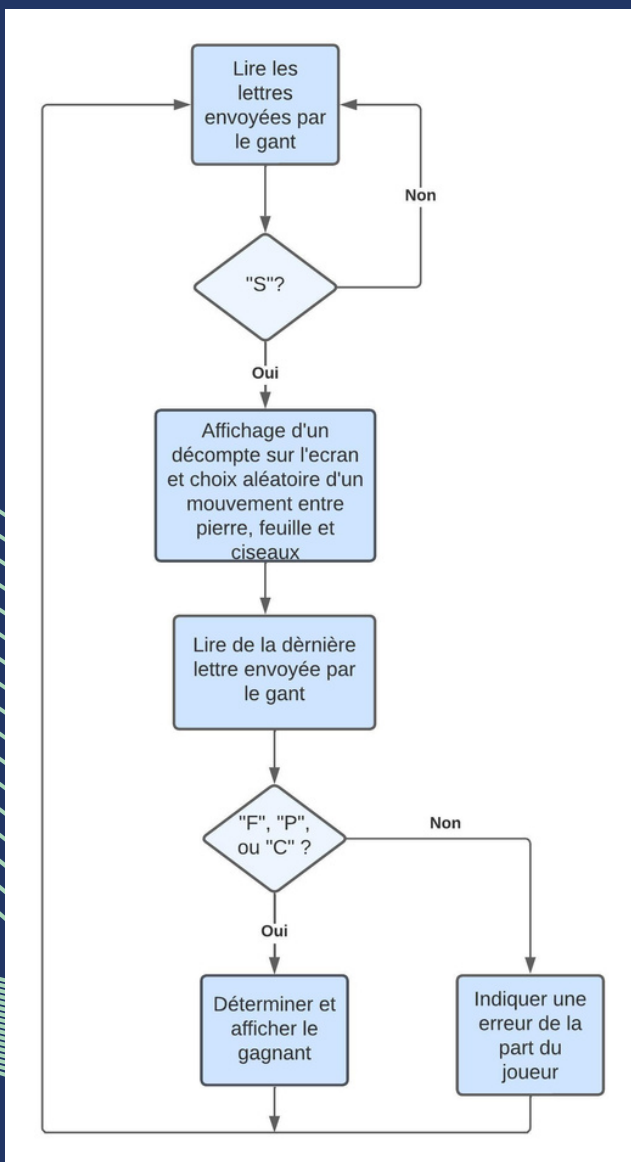 Lire les
lettres
envoyées par
le gant
Non
"S"?
Oui
Affichage d'un
décompte sur l'ecran
et choix aléatoire d'un
mouvement entre
pierre, feuille et
ciseaux
Lire de la dèrnière
lettre envoyée par
le gant
"F", "P",
ou "C" ?
Non
Oui
Déterminer et
afficher le
gagnant
Indiquer une
erreur de la
part du
joueur